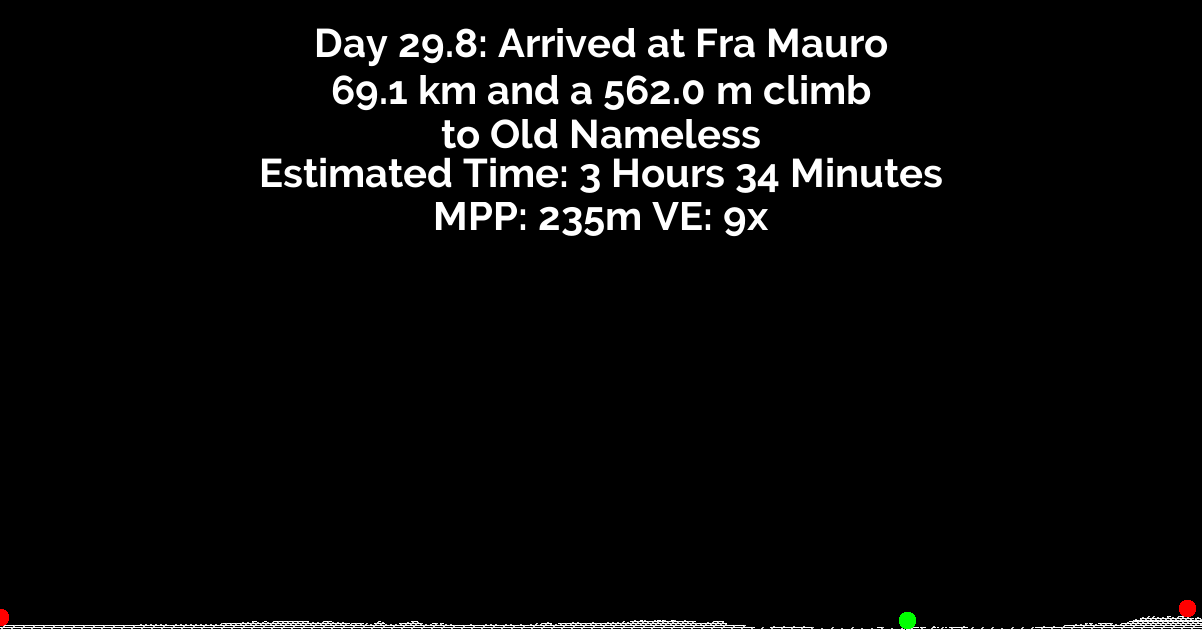 Day 29.8: Arrived at Fra Mauro
69.1 km and a 562.0 m climb
to Old Nameless
Estimated Time: 3 Hours 34 Minutes
MPP: 235m VE: 9x